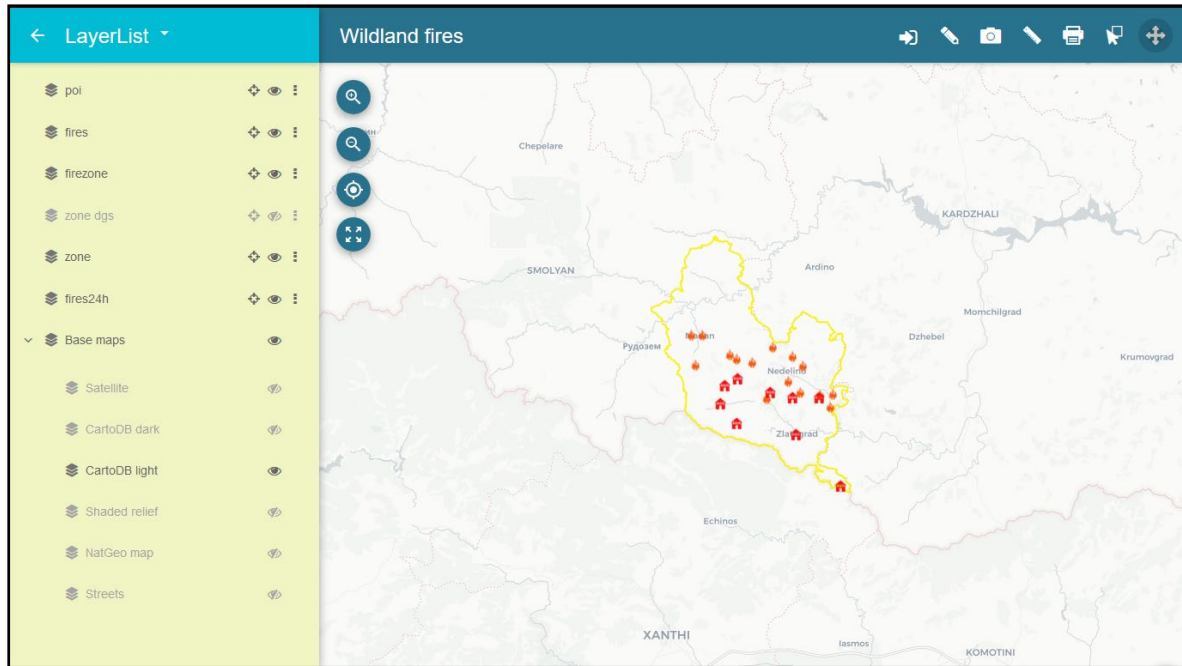 LayerList
Wildland fires
poi
fires
firezone
zone dgs
zone
fires24h
Base maps
Satellite
CartoDB dark
CartoDB light
Shaded relief
NatGeo map
Streets
Chepelare
KARDZHALI
SMOLYAN
Ardino
Momchilgrad
Рудозем
Dzhebel
Krumovgrad
Nedelino
Echinos
XANTHI
Iasmos
KOMOTINI